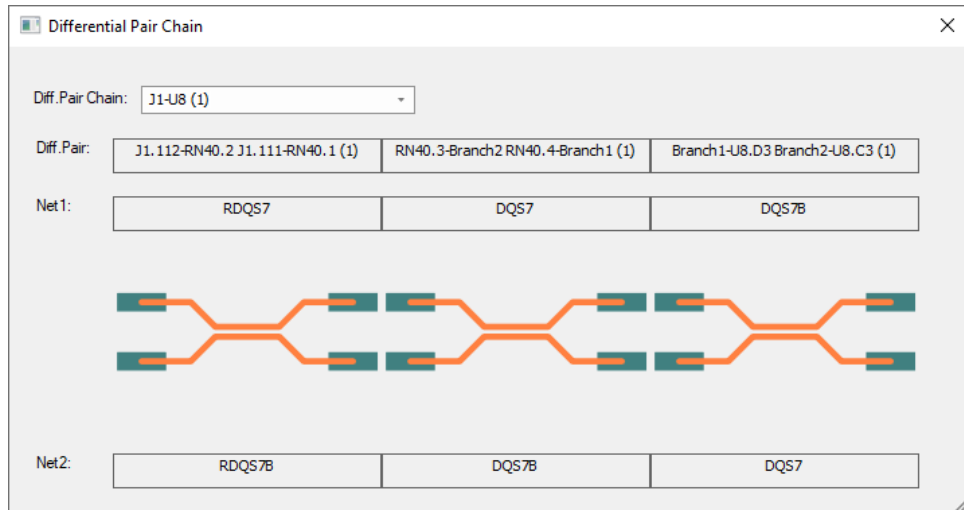 Differential Pair Chain
Diff.Pair Chain: J1-U8 (1)
Diff.Pair: J1.112-RN40.2 J1.111-RN40.1 (1) RN40.3-Branch2 RN40.4-Branch1 (1) Branch1-U8.D3 Branch2-U8.C3 (1)
Net1: RDQS7 DQS7 DQS7B
Net2: RDQS7B DQS7B DQS7